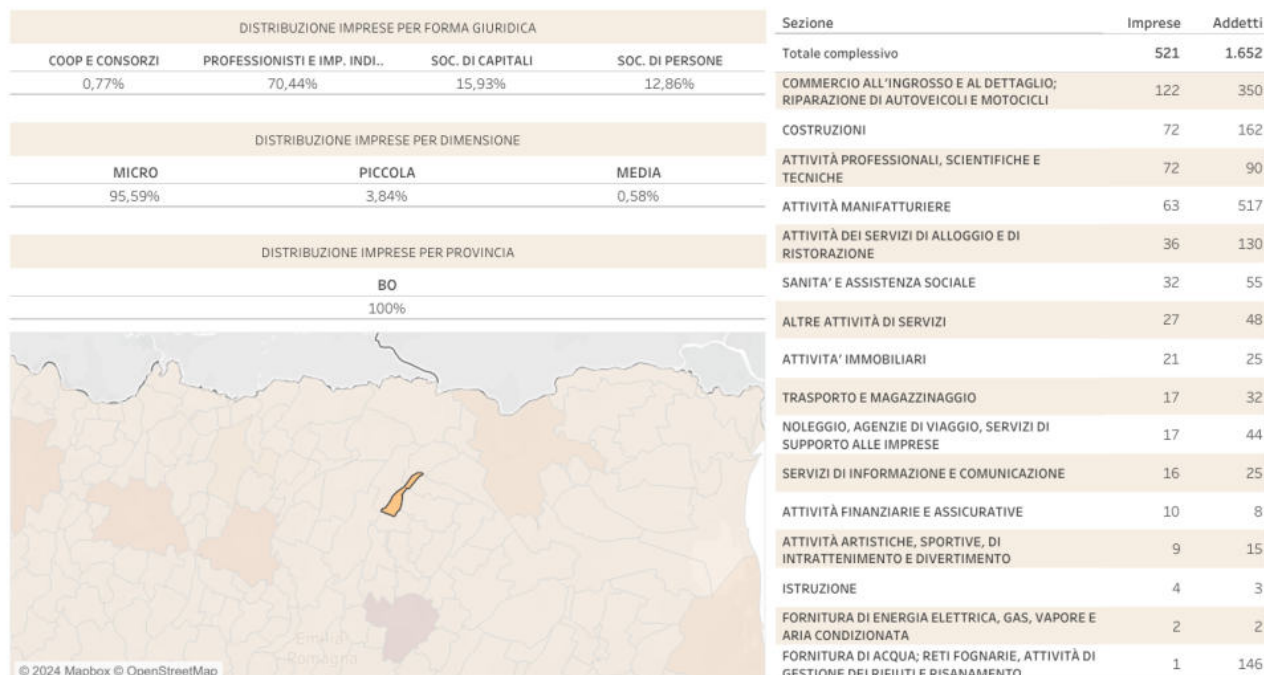 DISTRIBUZIONE IMPRESE PER FORMA GIURIDICA
COOP E CONSORZI PROFESSIONISTI E IMP. INDI.. SOC. DI CAPITALI SOC. DI PERSONE
0,77% 70,44% 15,93% 12,86%
DISTRIBUZIONE IMPRESE PER DIMENSIONE
MICRO PICCOLA MEDIA
95,59% 3,84% 0,58%
DISTRIBUZIONE IMPRESE PER PROVINCIA
BO
100%
Emilia-
Romagna
© 2024 Mapbox © OpenStreetMap
Sezione Imprese Addetti
Totale complessivo 521 1.652
COMMERCIO ALL'INGROSSO E AL DETTAGLIO;
RIPARAZIONE DI AUTOVEICOLI E MOTOCICLI 122 350
COSTRUZIONI 72 162
ATTIVITÀ PROFESSIONALI, SCIENTIFICHE E
TECNICHE 72 90
ATTIVITÀ MANIFATTURIERE 63 517
ATTIVITÀ DEI SERVIZI DI ALLOGGIO E DI
RISTORAZIONE 36 130
SANITA' E ASSISTENZA SOCIALE 32 55
ALTRE ATTIVITÀ DI SERVIZI 27 48
ATTIVITA' IMMOBILIARI 21 25
TRASPORTO E MAGAZZINAGGIO 17 32
NOLEGGIO, AGENZIE DI VIAGGIO, SERVIZI DI
SUPPORTO ALLE IMPRESE 17 44
SERVIZI DI INFORMAZIONE E COMUNICAZIONE 16 25
ATTIVITÀ FINANZIARIE E ASSICURATIVE 10 8
ATTIVITÀ ARTISTICHE, SPORTIVE, DI
INTRATTENIMENTO E DIVERTIMENTO 9 15
ISTRUZIONE 4 3
FORNITURA DI ENERGIA ELETTRICA, GAS, VAPORE E
ARIA CONDIZIONATA 2 2
FORNITURA DI ACQUA; RETI FOGNARIE, ATTIVITÀ DI
GESTIONE DEI RIFIUTI E RISANAMENTO 1 146